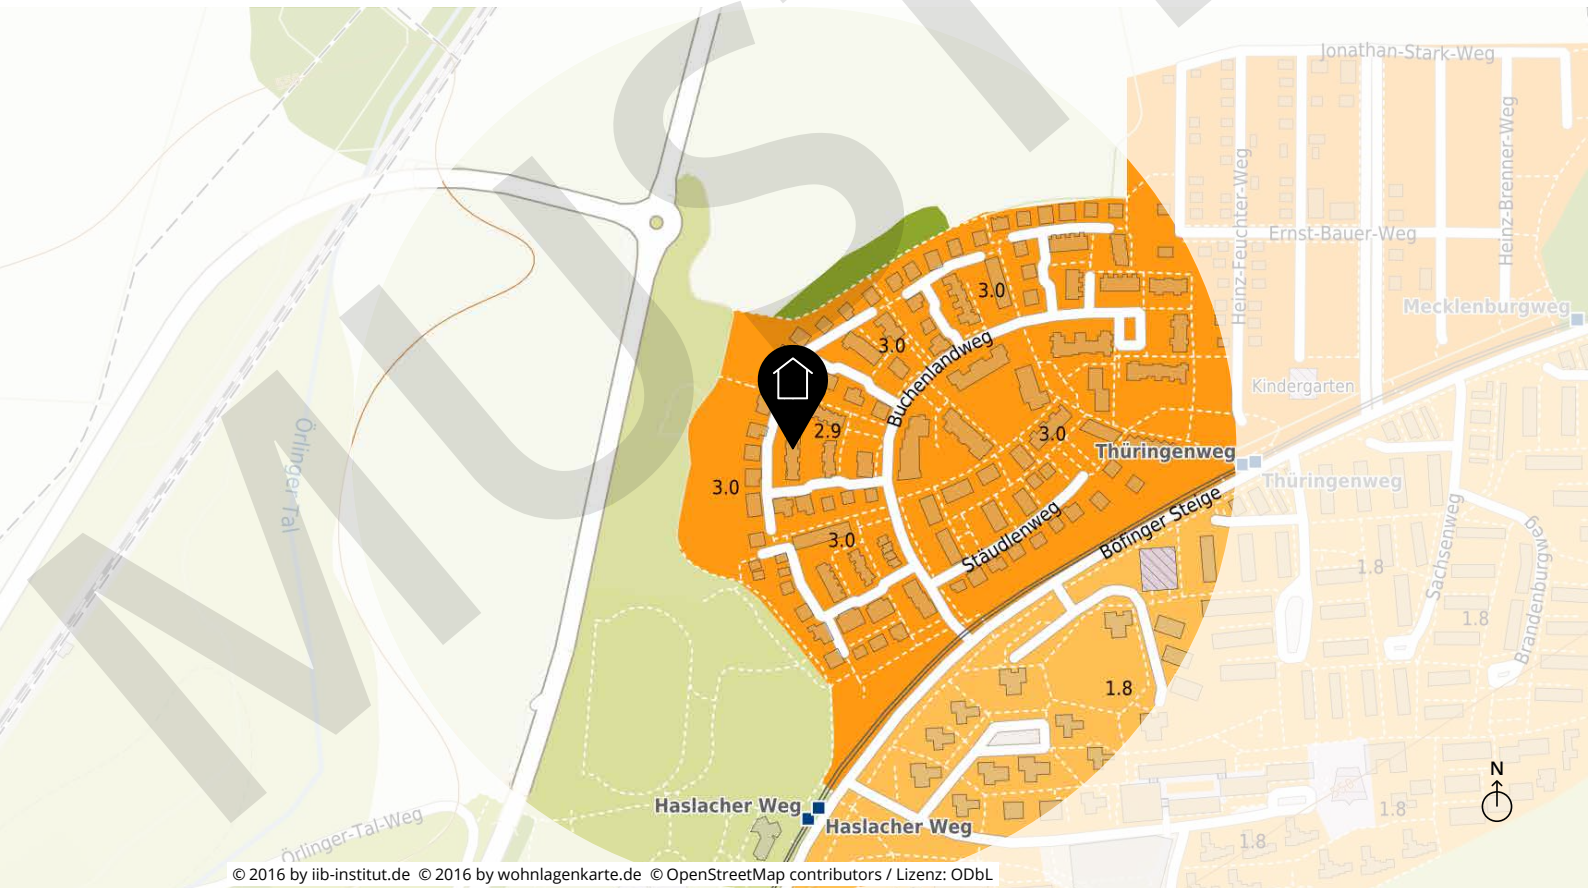 Jonathan-Stark-Weg
Heinz-Brenner-Weg
Heinz-Feuchter-Weg
Ernst-Bauer-Weg
Mecklenburgweg
3.0
3.0
Buchenlandweg
Kindergarten
2.9
3.0
Thüringenweg
Thüringenweg
Örlinger Tal
3.0
3.0
Stäudlenweg
Böfinger Steige
Sachsenweg
Brandenburgweg
1.8
1.8
1.8
Haslacher Weg
Haslacher Weg
1.8
1.8
Örlinger-Tal-Weg
N
MUST
© 2016 by iib-institut.de © 2016 by wohnlagenkarte.de © OpenStreetMap contributors / Lizenz: ODbL